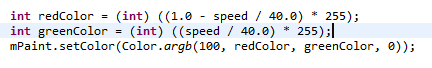 int redColor = (int) ((1.0 - speed / 40.0) * 255);
int greenColor = (int) ((speed / 40.0) * 255);
mPaint.setColor(Color.argb(100, redColor, greenColor, 0));